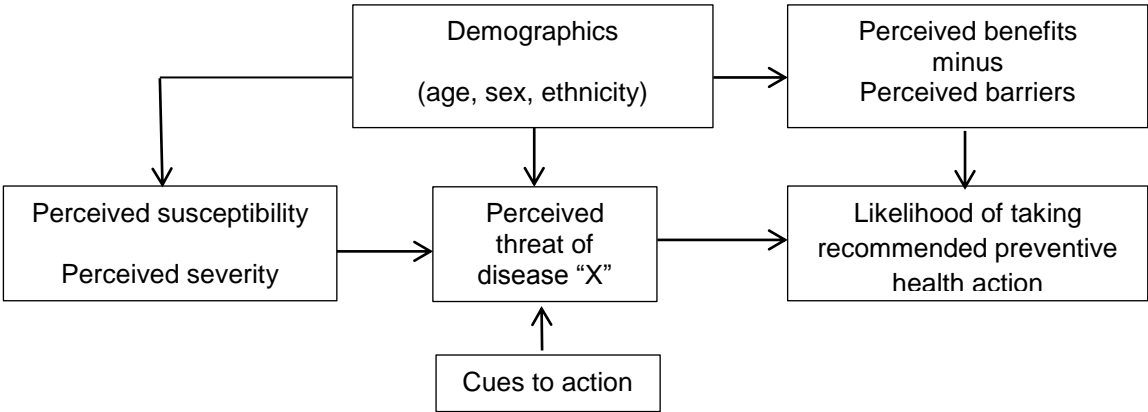 Demographics
(age, sex, ethnicity)
Perceived benefits
minus
Perceived barriers
Perceived susceptibility
Perceived severity
Perceived
threat of
disease “X”
Likelihood of taking
recommended preventive
health action
Cues to action